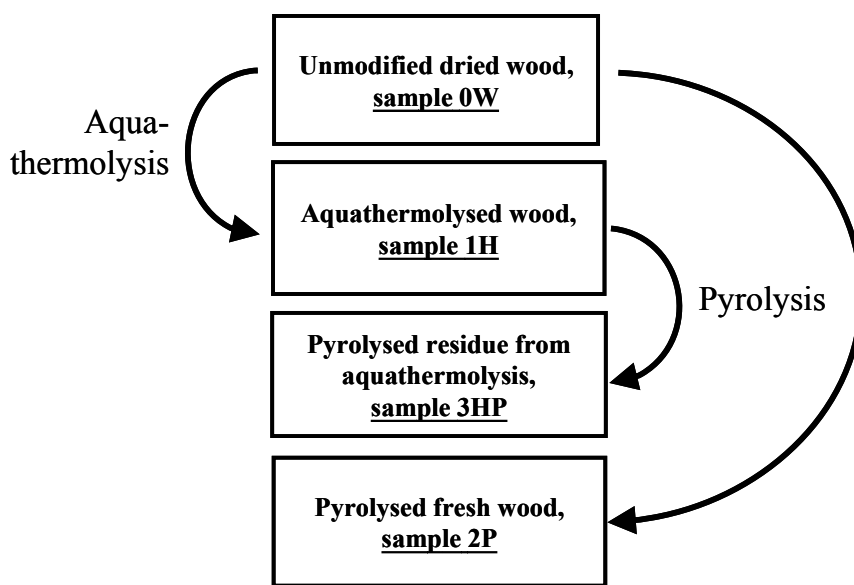 Unmodified dried wood,
sample 0W
Aqua-
thermolysis
Aquathermolysed wood,
sample 1H
Pyrolysis
Pyrolysed residue from
aquathermolysis,
sample 3HP
Pyrolysed fresh wood,
sample 2P